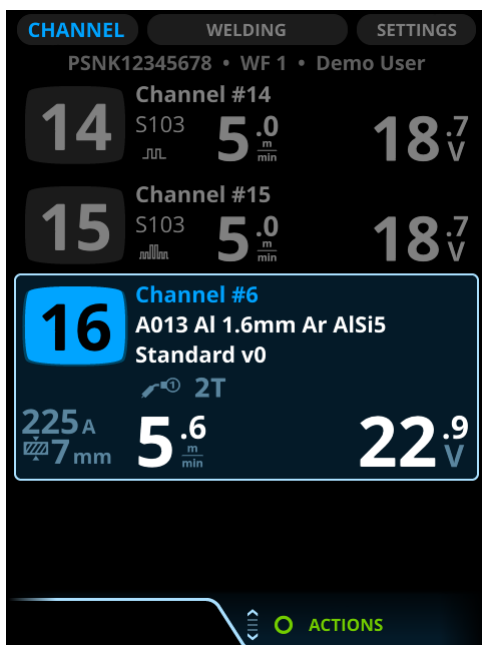 CHANNEL WELDING SETTINGS
PSNK12345678 • WF 1 • Demo User
Channel #14
14 S103 5.0 m/min 18.7 V
Channel #15
15 S103 5.0 m/min 18.7 V
Channel #6
16 A013 Al 1.6mm Ar AlSi5
Standard v0
1 2T
225 A
7 mm 5.6 m/min 22.9 V
ACTIONS